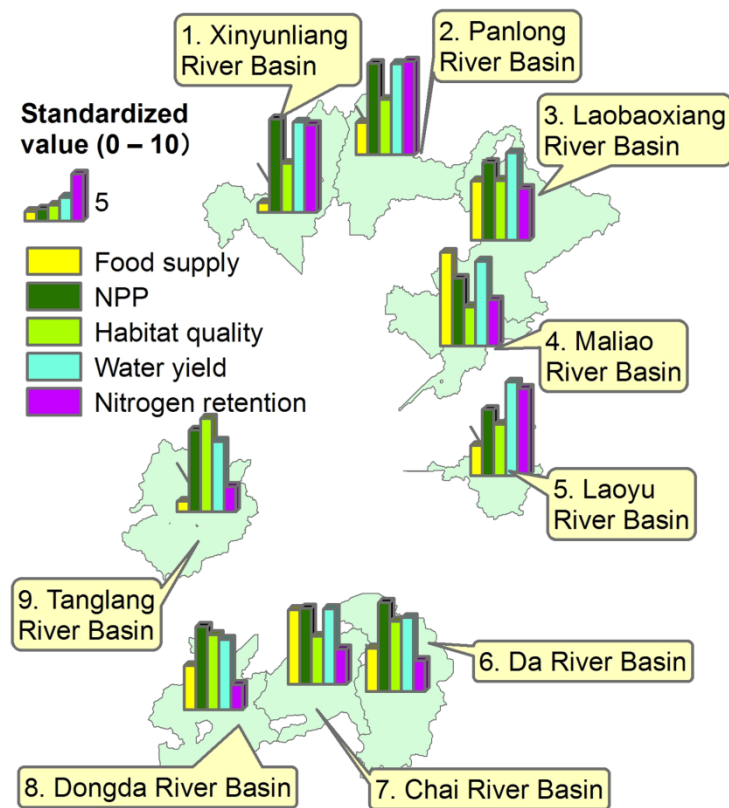 1. Xinyunliang
River Basin
2. Panlong
River Basin
Standardized
value (0 – 10)
3. Laobaoxiang
River Basin
5
Food supply
NPP
Habitat quality
Water yield
Nitrogen retention
4. Maliao
River Basin
5. Laoyu
River Basin
9. Tanglang
River Basin
6. Da River Basin
8. Dongda River Basin
7. Chai River Basin